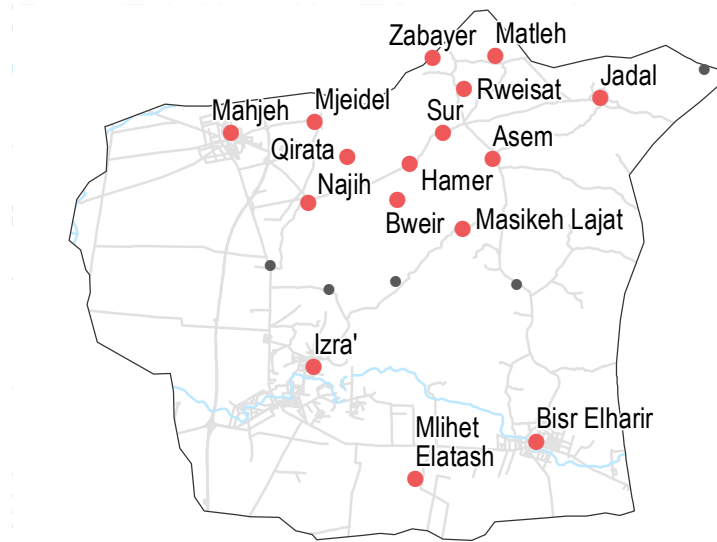 Zabayer
Matleh
Rweisat
Jadal
Mjeidel
Mahjeh
Sur
Asem
Qirata
Hamer
Najih
Bweir
Masikeh Lajat
Izra'
Bisr Elharir
Mlihet
Elatash